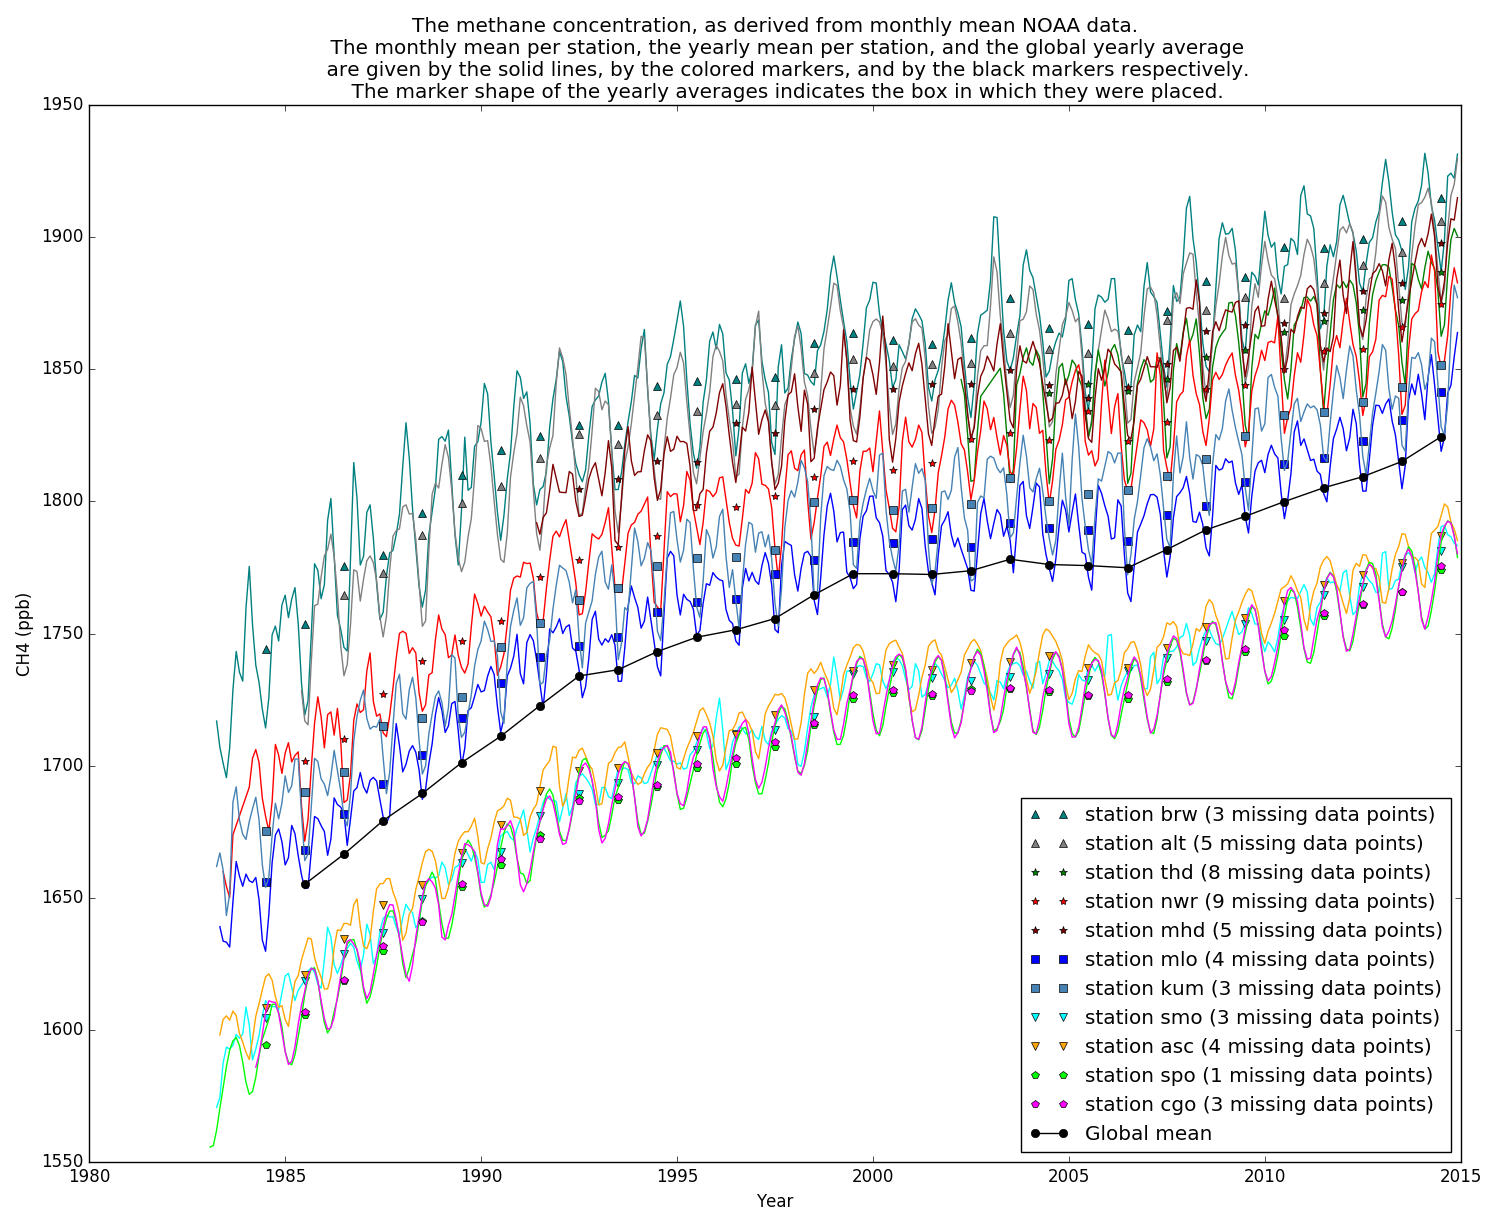 The methane concentration, as derived from monthly mean NOAA data.
The monthly mean per station, the yearly mean per station, and the global yearly average
are given by the solid lines, by the colored markers, and by the black markers respectively.
The marker shape of the yearly averages indicates the box in which they were placed.
1950
1900
1850
1800
1750
1700
1650
1600
1550
CH4 (ppb)
station brw (3 missing data points)
station alt (5 missing data points)
station thd (8 missing data points)
station nwr (9 missing data points)
station mhd (5 missing data points)
station mlo (4 missing data points)
station kum (3 missing data points)
station smo (3 missing data points)
station asc (4 missing data points)
station spo (1 missing data points)
station cgo (3 missing data points)
Global mean
1980 1985 1990 1995 2000 2005 2010 2015
Year